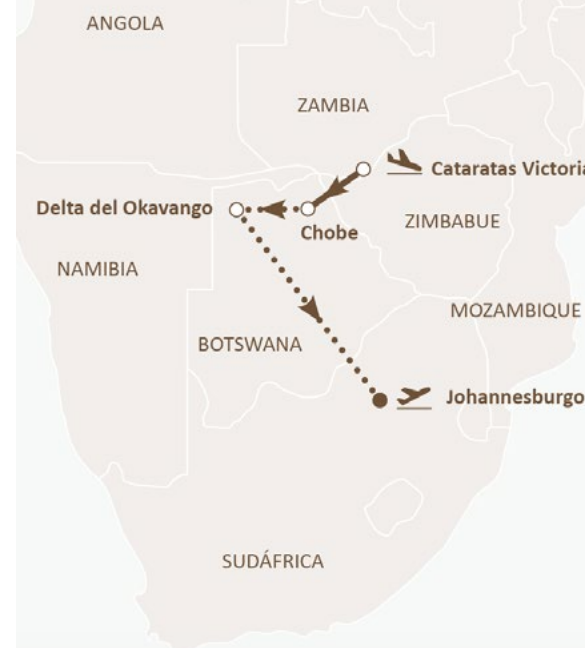 ANGOLA
ZAMBIA
Cataratas Victoria
Delta del Okavango
Chobe
ZIMBABUE
NAMIBIA
MOZAMBIQUE
BOTSWANA
Johannesburgo
SUDÁFRICA